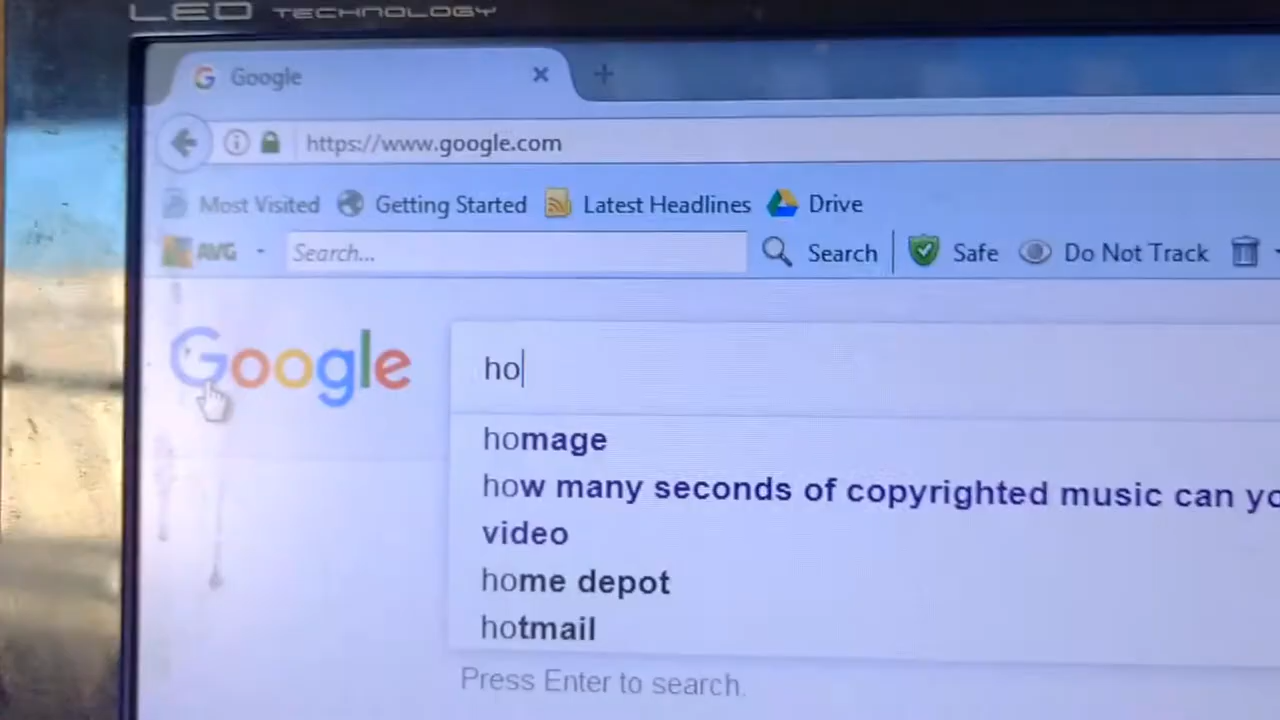 LED TECHNOLOGY
Google
https://www.google.com
Most Visited Getting Started Latest Headlines Drive
AVG Search... Search Safe Do Not Track
Google ho
homage
how many seconds of copyrighted music can
video
home depot
hotmail
Press Enter to search.